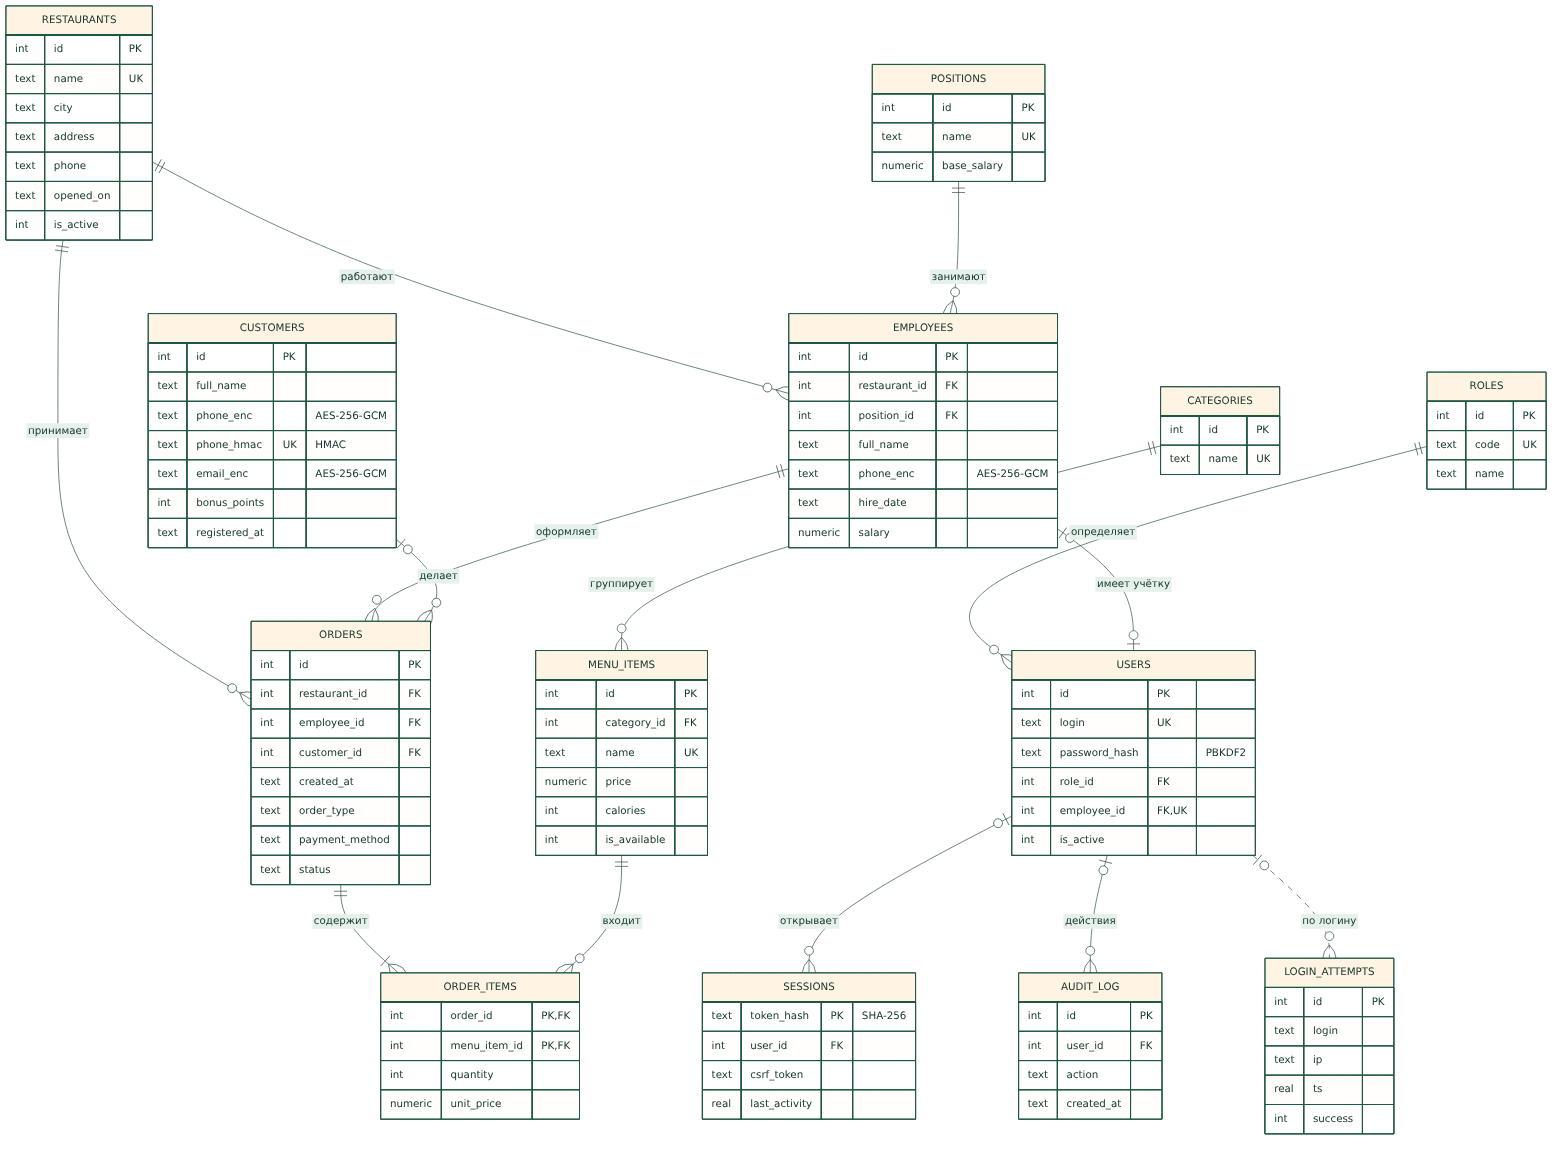 RESTAURANTS
int id PK
text name UK
text city
text address
text phone
text opened_on
int is_active
POSITIONS
int id PK
text name UK
numeric base_salary
работают
занимают
CUSTOMERS
int id PK
text full_name
text phone_enc AES-256-GCM
text phone_hmac UK HMAC
text email_enc AES-256-GCM
int bonus_points
text registered_at
EMPLOYEES
int id PK
int restaurant_id FK
int position_id FK
text full_name
text phone_enc AES-256-GCM
text hire_date
numeric salary
CATEGORIES
int id PK
text name UK
ROLES
int id PK
text code UK
text name
принимает
оформляет
определяет
делает
группирует
имеет учётку
ORDERS
int id PK
int restaurant_id FK
int employee_id FK
int customer_id FK
text created_at
text order_type
text payment_method
text status
MENU_ITEMS
int id PK
int category_id FK
text name UK
numeric price
int calories
int is_available
USERS
int id PK
text login UK
text password_hash PBKDF2
int role_id FK
int employee_id FK,UK
int is_active
содержит
входит
открывает
действия
по логину
ORDER_ITEMS
int order_id PK,FK
int menu_item_id PK,FK
int quantity
numeric unit_price
SESSIONS
text token_hash PK SHA-256
int user_id FK
text csrf_token
real last_activity
AUDIT_LOG
int id PK
int user_id FK
text action
text created_at
LOGIN_ATTEMPTS
int id PK
text login
text ip
real ts
int success